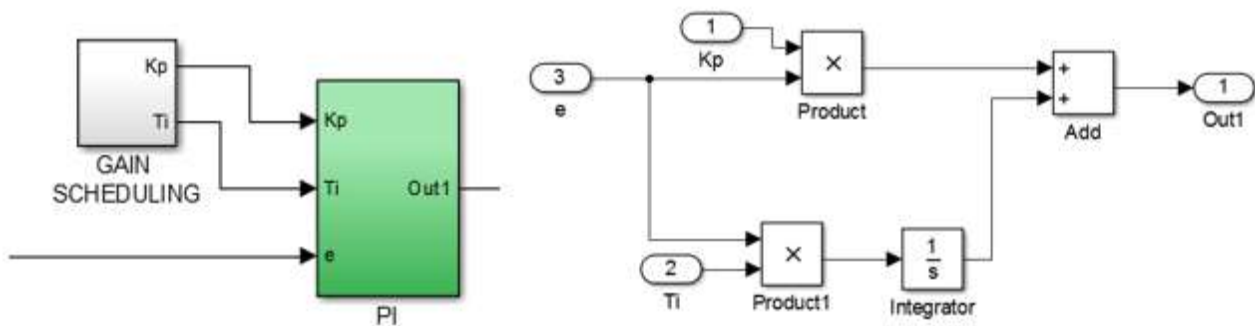 Kp
Ti
GAIN
SCHEDULING
Kp
Ti
e
Out1
PI
1
Kp
3
e
×
Product
2
Ti
×
Product1
1
s
Integrator
+
+
Add
1
Out1